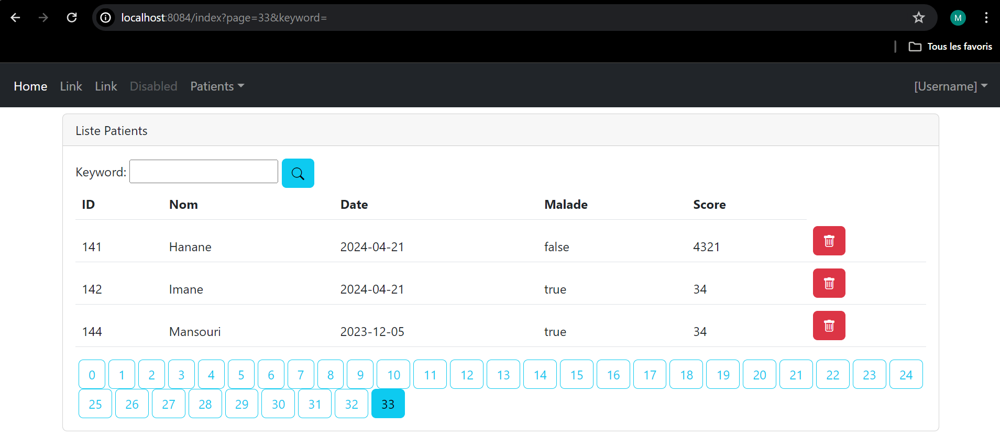 localhost:8084/index?page=33&keyword=
M
Tous les favoris
Home Link Link Disabled Patients [Username]
Liste Patients
Keyword:
ID Nom Date Malade Score
141 Hanane 2024-04-21 false 4321
142 Imane 2024-04-21 true 34
144 Mansouri 2023-12-05 true 34
0 1 2 3 4 5 6 7 8 9 10 11 12 13 14 15 16 17 18 19 20 21 22 23 24
25 26 27 28 29 30 31 32 33